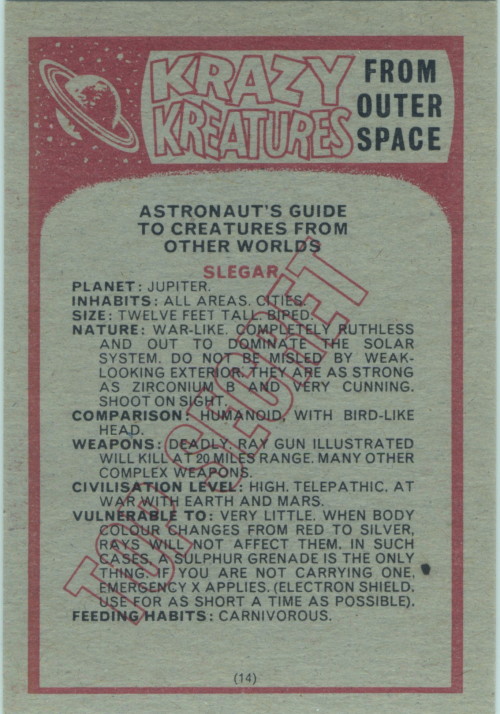 KRAZY
KREATURES
FROM
OUTER
SPACE
ASTRONAUT'S GUIDE
TO CREATURES FROM
OTHER WORLDS
SLEGAR
PLANET: JUPITER.
INHABITS: ALL AREAS. CITIES.
SIZE: TWELVE FEET TALL. BIPED.
NATURE: WAR-LIKE. COMPLETELY RUTHLESS
AND OUT TO DOMINATE THE SOLAR
SYSTEM. DO NOT BE MISLED BY WEAK-
LOOKING EXTERIOR. THEY ARE AS STRONG
AS ZIRCONIUM B AND VERY CUNNING.
SHOOT ON SIGHT.
COMPARISON: HUMANOID, WITH BIRD-LIKE
HEAD.
WEAPONS: DEADLY. RAY GUN ILLUSTRATED
WILL KILL AT 20 MILES RANGE. MANY OTHER
COMPLEX WEAPONS.
CIVILISATION LEVEL: HIGH. TELEPATHIC. AT
WAR WITH EARTH AND MARS.
VULNERABLE TO: VERY LITTLE. WHEN BODY
COLOUR CHANGES FROM RED TO SILVER,
RAYS WILL NOT AFFECT THEM. IN SUCH
CASES, A SULPHUR GRENADE IS THE ONLY
THING. IF YOU ARE NOT CARRYING ONE,
EMERGENCY X APPLIES. (ELECTRON SHIELD,
USE FOR AS SHORT A TIME AS POSSIBLE).
FEEDING HABITS: CARNIVOROUS.
TOP SECRET
(14)